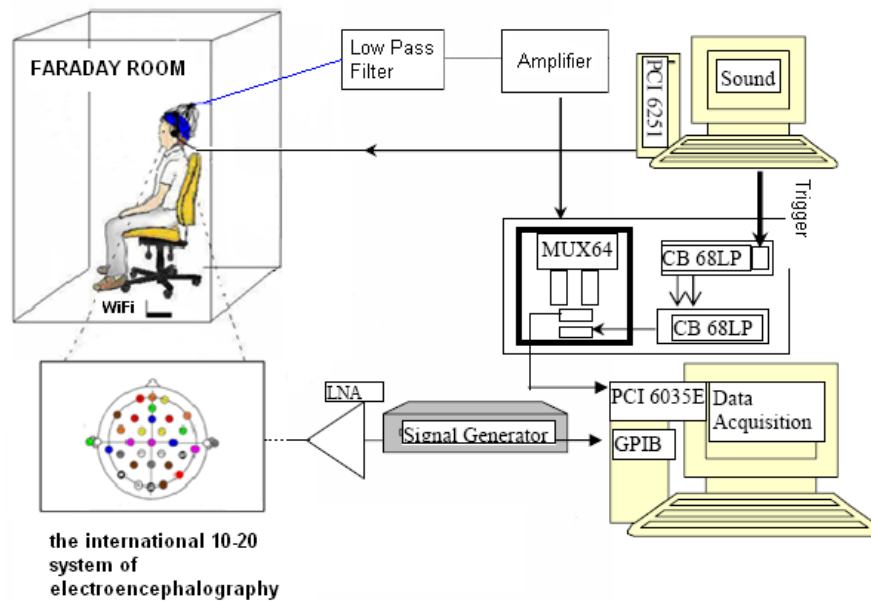 FARADAY ROOM
Low Pass
Filter
Amplifier
PCI 6251
Sound
Trigger
MUX64
CB 68LP
CB 68LP
WiFi
LNA
Signal Generator
PCI 6035E
GPIB
Data
Acquisition
the international 10-20
system of
electroencephalography